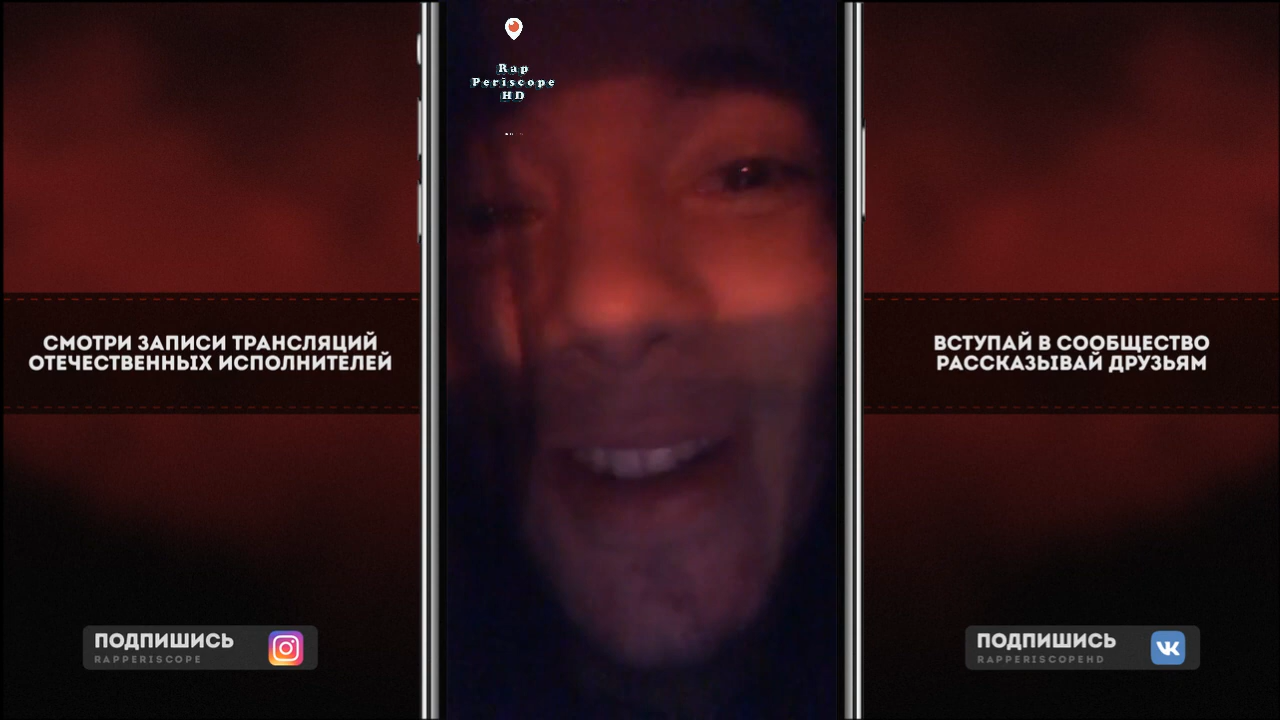 Rap
Periscope
HD
СМОТРИ ЗАПИСИ ТРАНСЛЯЦИЙ
ОТЕЧЕСТВЕННЫХ ИСПОЛНИТЕЛЕЙ
ВСТУПАЙ В СООБЩЕСТВО
РАССКАЗЫВАЙ ДРУЗЬЯМ
ПОДПИШИСЬ
RAPPERISCOPE
ПОДПИШИСЬ
RAPPERISCOPEHD